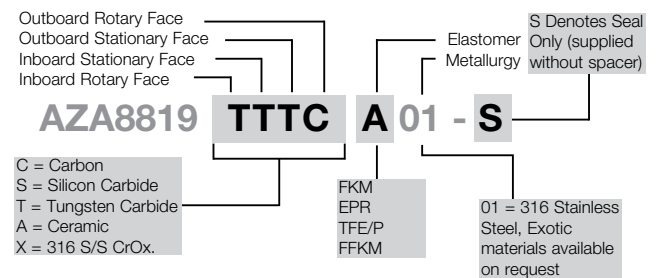 Outboard Rotary Face
Outboard Stationary Face
Inboard Stationary Face
Inboard Rotary Face
Elastomer
Metallurgy
S Denotes Seal
Only (supplied
without spacer)
AZA8819 TTTC A 01 - S
C = Carbon
S = Silicon Carbide
T = Tungsten Carbide
A = Ceramic
X = 316 S/S CrOx.
FKM
EPR
TFE/P
FFKM
01 = 316 Stainless
Steel, Exotic
materials available
on request